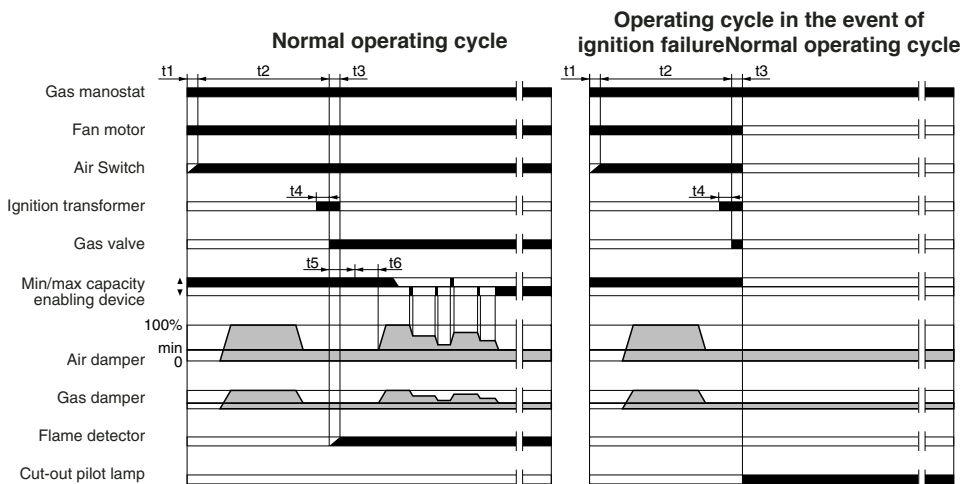 Normal operating cycle
Operating cycle in the event of
ignition failureNormal operating cycle
t1 t2 t3
t1 t2 t3
Gas manostat
Fan motor
Air Switch
t4
t4
Ignition transformer
Gas valve
t5 t6
Min/max capacity
enabling device
100%
min
0
Air damper
Gas damper
Flame detector
Cut-out pilot lamp